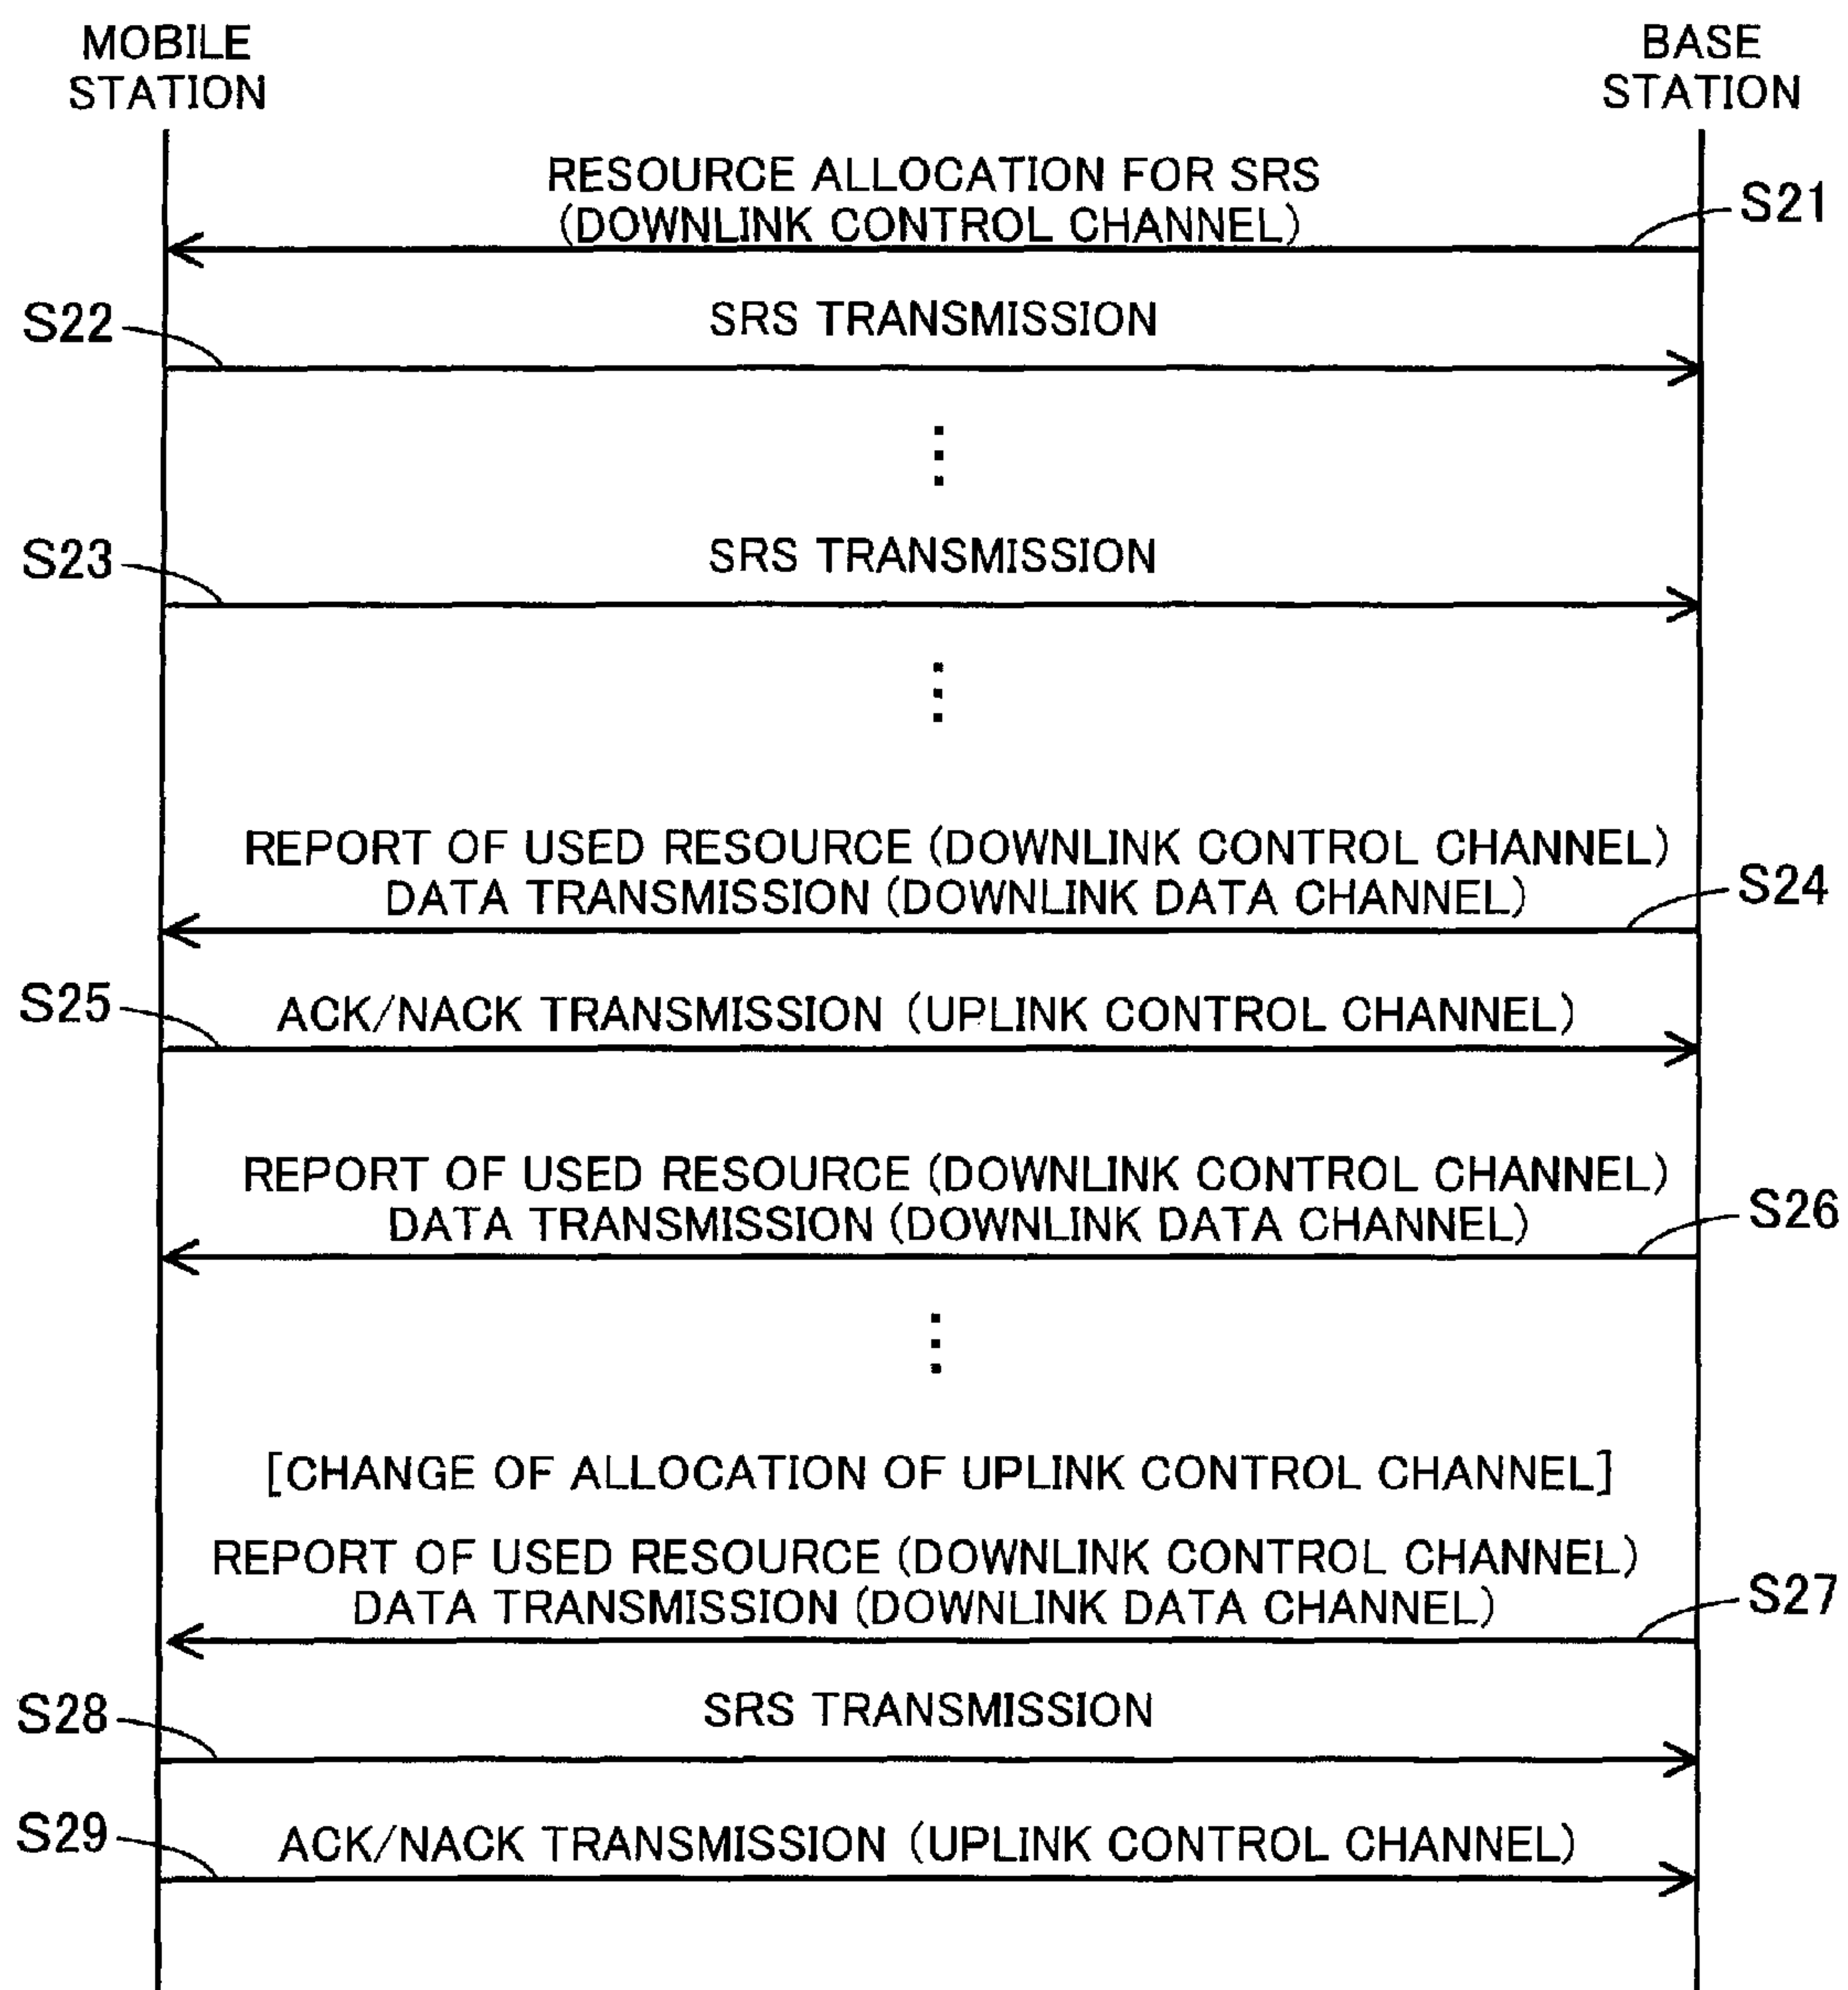 MOBILE
STATION
BASE
STATION
RESOURCE ALLOCATION FOR SRS
(DOWNLINK CONTROL CHANNEL)
S21
S22
SRS TRANSMISSION
S23
SRS TRANSMISSION
REPORT OF USED RESOURCE (DOWNLINK CONTROL CHANNEL)
DATA TRANSMISSION (DOWNLINK DATA CHANNEL)
S24
S25
ACK/NACK TRANSMISSION (UPLINK CONTROL CHANNEL)
REPORT OF USED RESOURCE (DOWNLINK CONTROL CHANNEL)
DATA TRANSMISSION (DOWNLINK DATA CHANNEL)
S26
[CHANGE OF ALLOCATION OF UPLINK CONTROL CHANNEL]
REPORT OF USED RESOURCE (DOWNLINK CONTROL CHANNEL)
DATA TRANSMISSION (DOWNLINK DATA CHANNEL)
S27
S28
SRS TRANSMISSION
S29
ACK/NACK TRANSMISSION (UPLINK CONTROL CHANNEL)